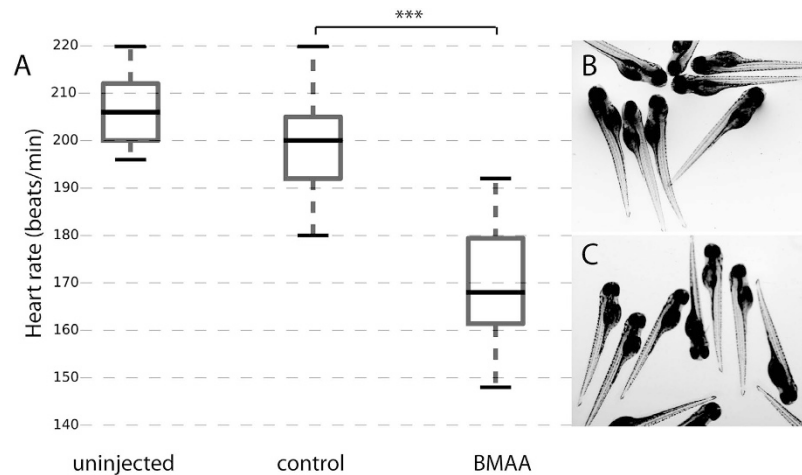 ***
A
B
C
Heart rate (beats/min)
220
210
200
190
180
170
160
150
140
uninjected control BMAA